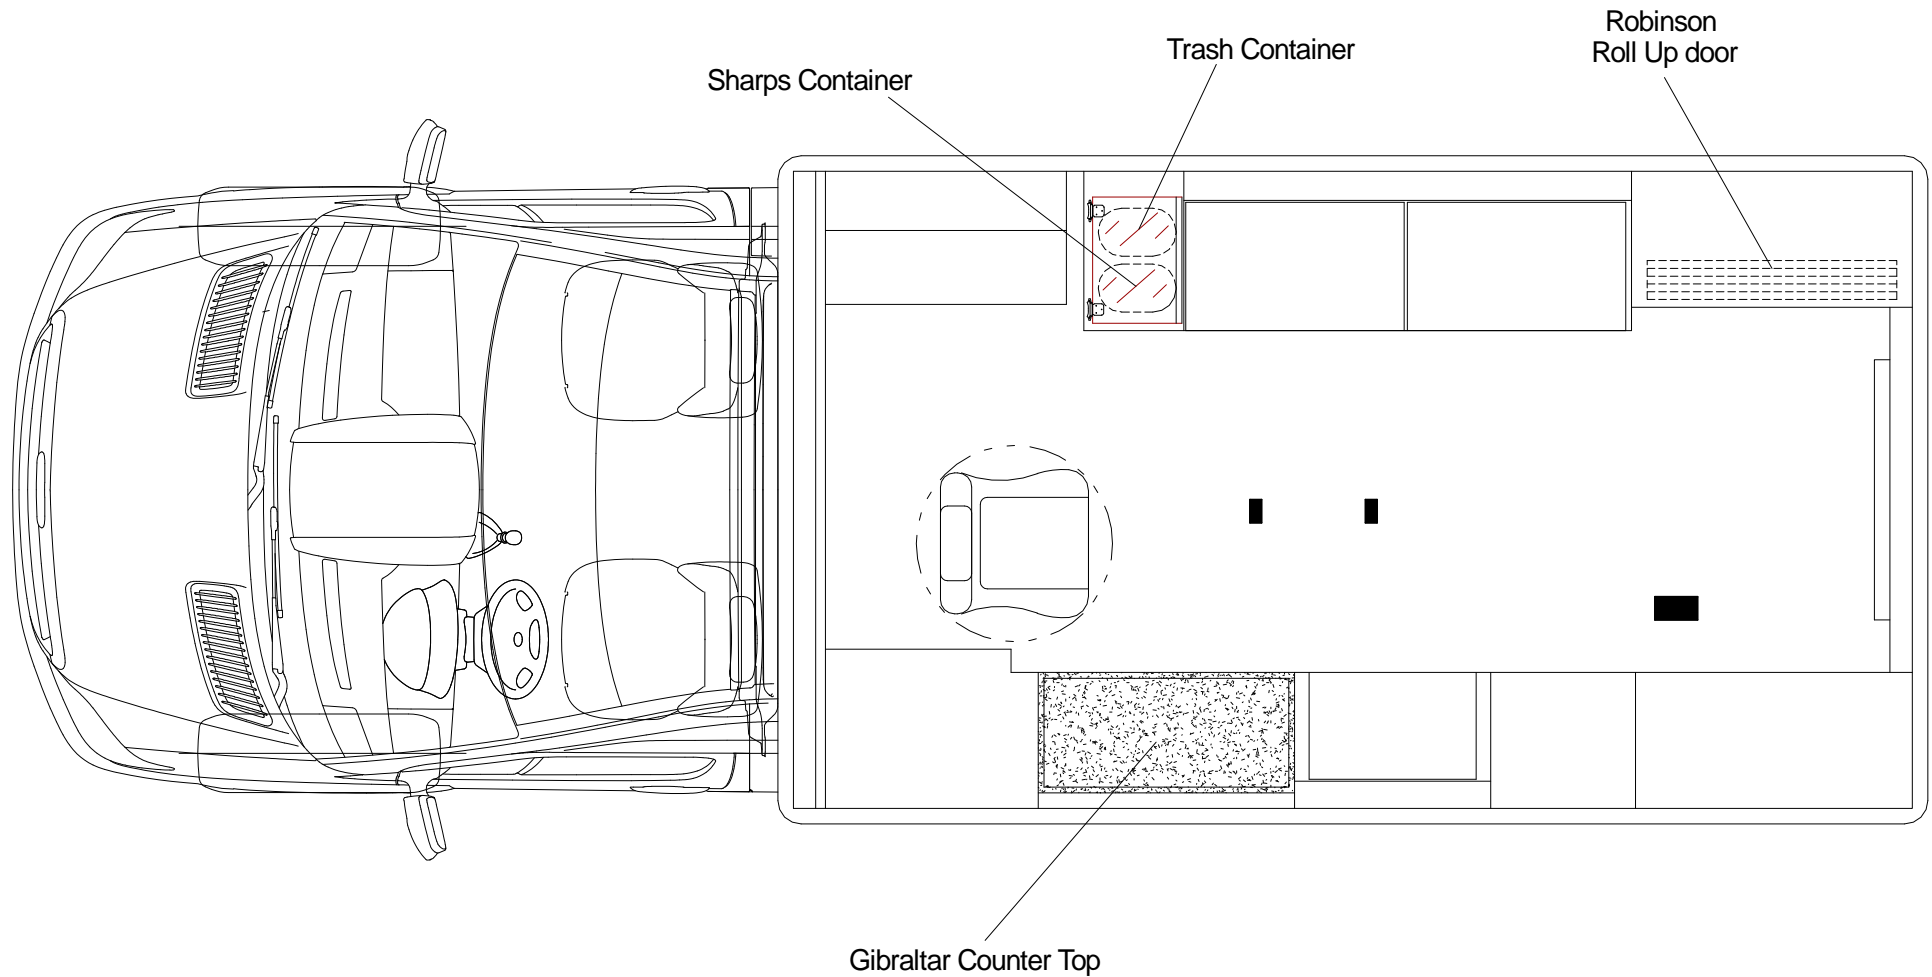 Robinson
Roll Up door
Trash Container
Sharps Container
Gibraltar Counter Top